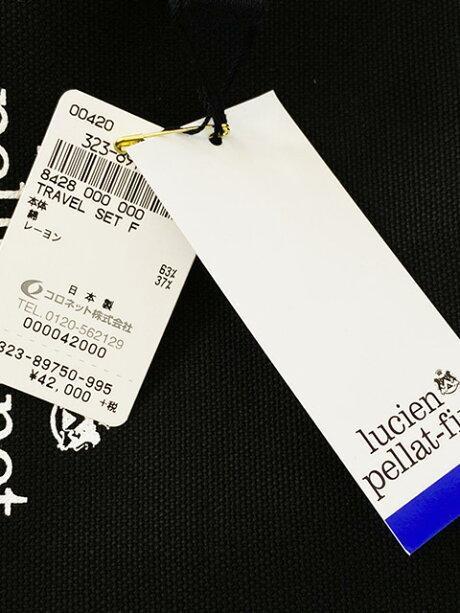 00420
8428 000 000
TRAVEL SET F
本体
綿 63%
レーヨン 37%
日本製
コロネット株式会社
TEL.0120-562129
000042000
323-89750-995
¥42,000 +税
lucien
pellat-fi